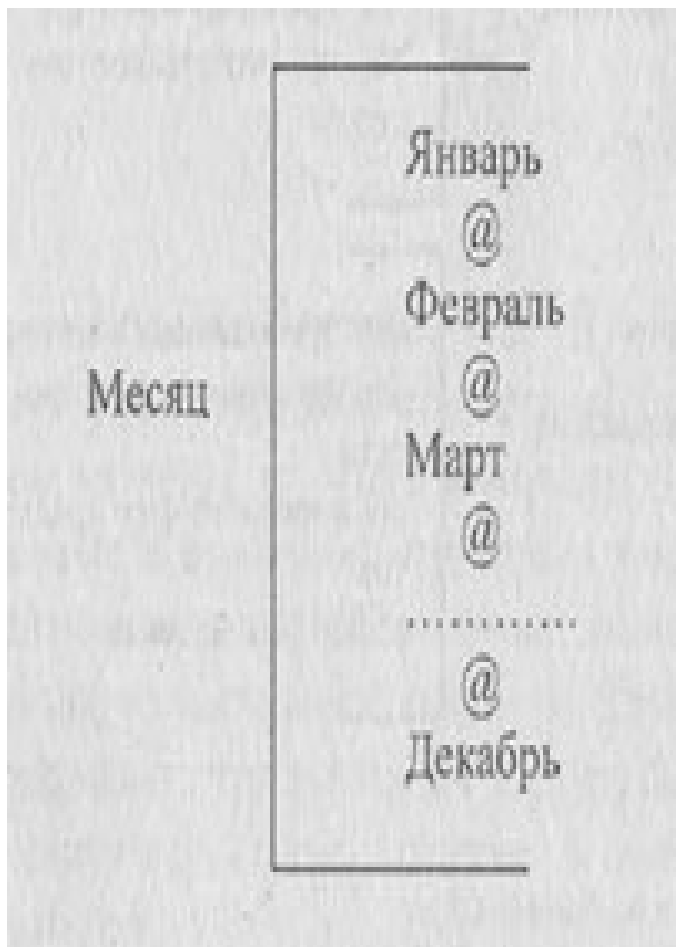 Январь
@
Февраль
@
Месяц
Март
@
............
@
Декабрь